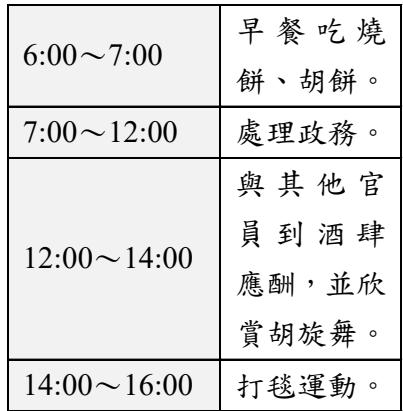 6:00～7:00
早餐吃燒
餅、胡餅。
7:00～12:00
處理政務。
12:00～14:00
與其他官
員到酒肆
應酬，並欣
賞胡旋舞。
14:00～16:00
打毬運動。